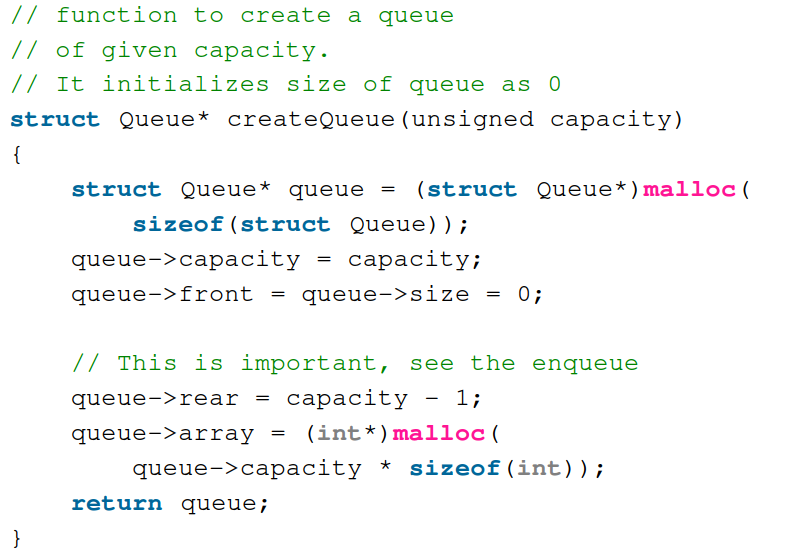 // function to create a queue
// of given capacity.
// It initializes size of queue as 0
struct Queue* createQueue(unsigned capacity)
{
    struct Queue* queue = (struct Queue*)malloc(
        sizeof(struct Queue));
    queue->capacity = capacity;
    queue->front = queue->size = 0;

    // This is important, see the enqueue
    queue->rear = capacity - 1;
    queue->array = (int*)malloc(
        queue->capacity * sizeof(int));
    return queue;
}